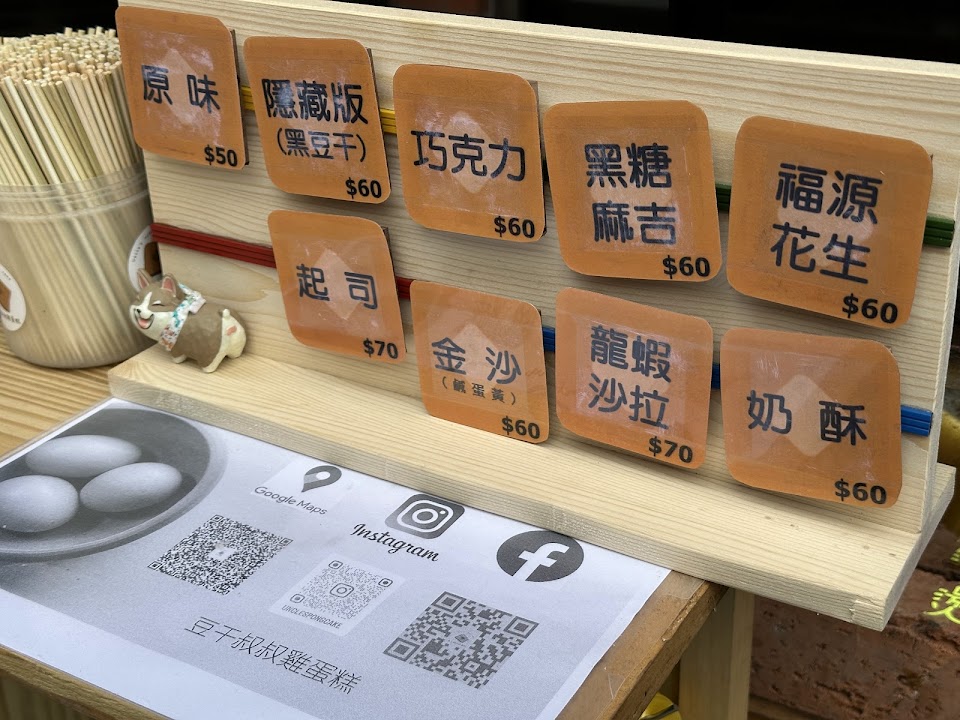 原味
$50
隱藏版
(黑豆干)
$60
巧克力
$60
黑糖
麻吉
$60
福源
花生
$60
起司
$70
金沙
(鹹蛋黃)
$60
龍蝦
沙拉
$70
奶酥
$60
Google Maps
Instagram
UNCLESPONGCAKE
豆干叔叔雞蛋糕